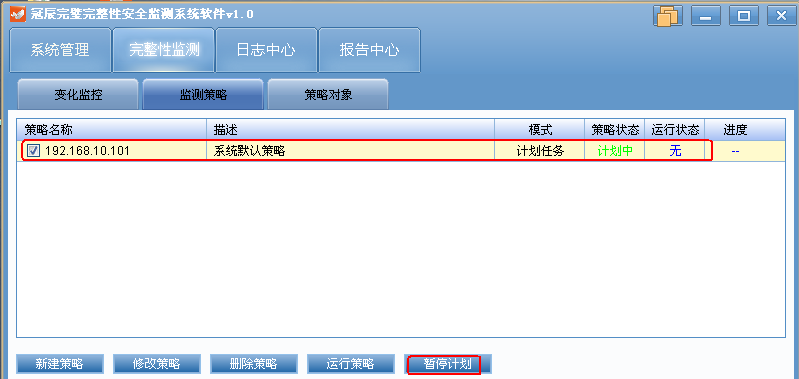 冠辰完璧完整性安全监测系统软件v1.0
系统管理 完整性监测 日志中心 报告中心
变化监控 监测策略 策略对象
策略名称 描述 模式 策略状态 运行状态 进度
192.168.10.101 系统默认策略 计划任务 计划中 无 --
新建策略 修改策略 删除策略 运行策略 暂停计划